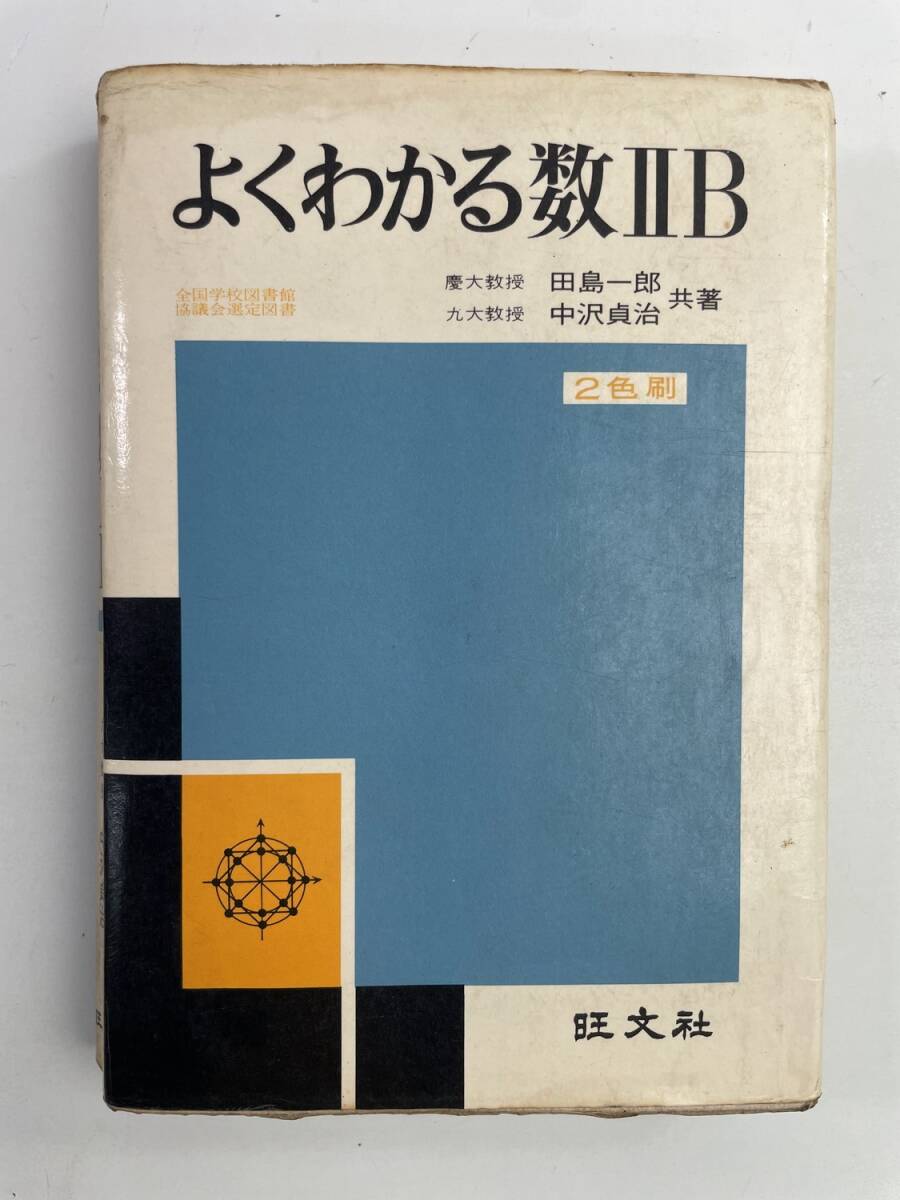 よくわかる数ⅡB
慶大教授 田島一郎
九大教授 中沢貞治
共著
全国学校図書館
協議会選定図書
2色刷
旺文社